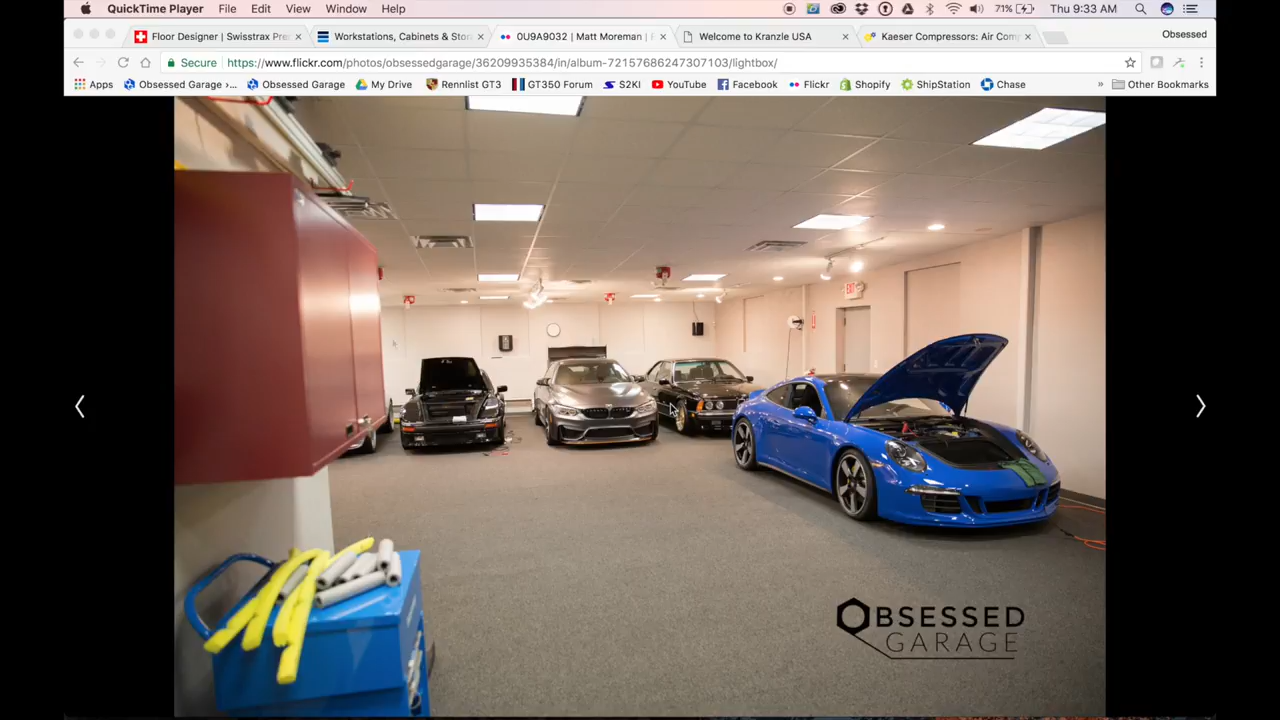 QuickTime Player File Edit View Window Help 71% Thu 9:33 AM
Floor Designer | Swisstrax Pre Workstations, Cabinets & Sto 0U9A9032 | Matt Moreman | Welcome to Kranzle USA Kaeser Compressors: Air Com Obsessed
Secure https://www.flickr.com/photos/obsessedgarage/36209935384/in/album-72157686247307103/lightbox/
Apps Obsessed Garage >... Obsessed Garage My Drive Rennlist GT3 GT350 Forum S2KI YouTube Facebook Flickr Shopify ShipStation Chase » Other Bookmarks
EXIT
OBSESSED
GARAGE